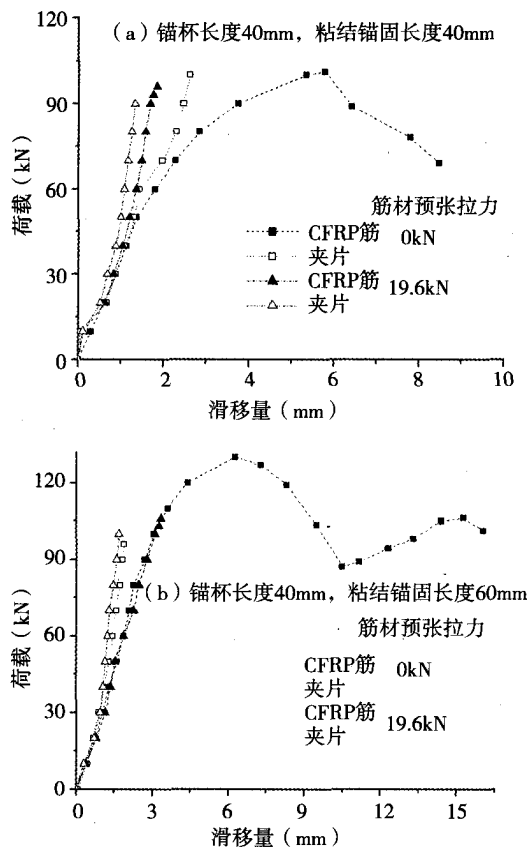 （a）锚杯长度40mm，粘结锚固长度40mm
120
90
60
30
0
荷载（kN）
筋材预张拉力
CFRP筋 0kN
夹片
CFRP筋 19.6kN
夹片
0 2 4 6 8 10
滑移量（mm）
120
90
60
30
0
荷载（kN）
（b）锚杯长度40mm，粘结锚固长度60mm
筋材预张拉力
CFRP筋 0kN
夹片
CFRP筋 19.6kN
夹片
0 3 6 9 12 15
滑移量（mm）